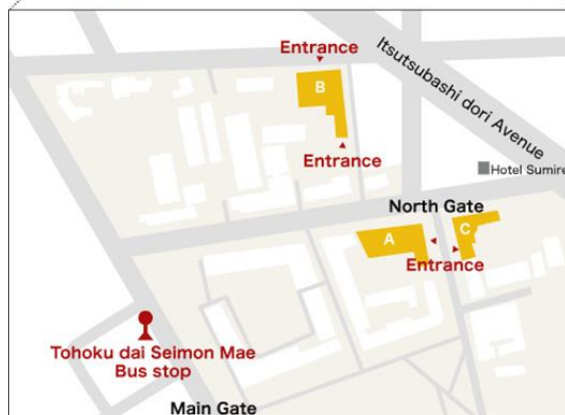 Entrance
Itsutsubashi dori Avenue
B
Entrance
Hotel Sumire
North Gate
A
C
Entrance
Tohoku dai Seimon Mae
Bus stop
Main Gate